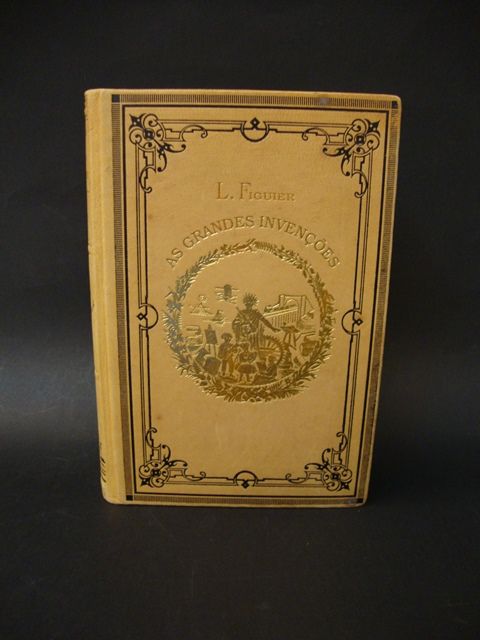 L. FIGUIER
AS GRANDES INVENÇÕES